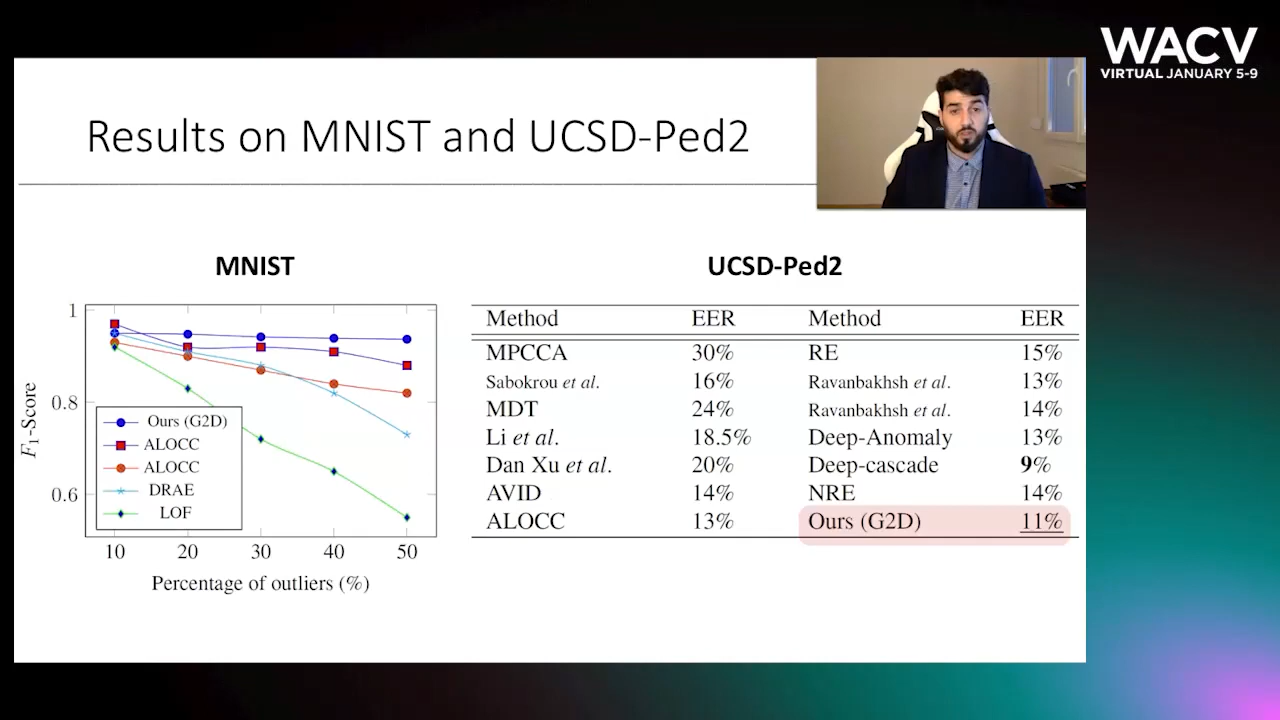 WACV
VIRTUAL JANUARY 5-9
Results on MNIST and UCSD-Ped2
MNIST
1
0.8
0.6
F1-Score
Ours (G2D)
ALOCC
ALOCC
DRAE
LOF
10 20 30 40 50
Percentage of outliers (%)
UCSD-Ped2
Method EER Method EER
MPCCA 30% RE 15%
Sabokrou et al. 16% Ravanbakhsh et al. 13%
MDT 24% Ravanbakhsh et al. 14%
Li et al. 18.5% Deep-Anomaly 13%
Dan Xu et al. 20% Deep-cascade 9%
AVID 14% NRE 14%
ALOCC 13% Ours (G2D) 11%